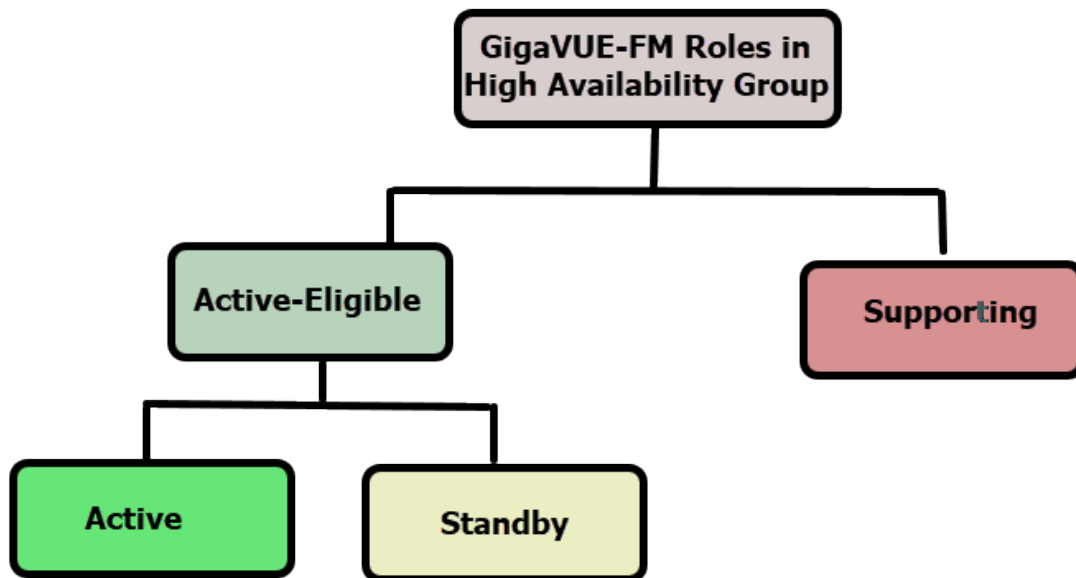 GigaVUE-FM Roles in
High Availability Group
Active-Eligible
Supporting
Active
Standby